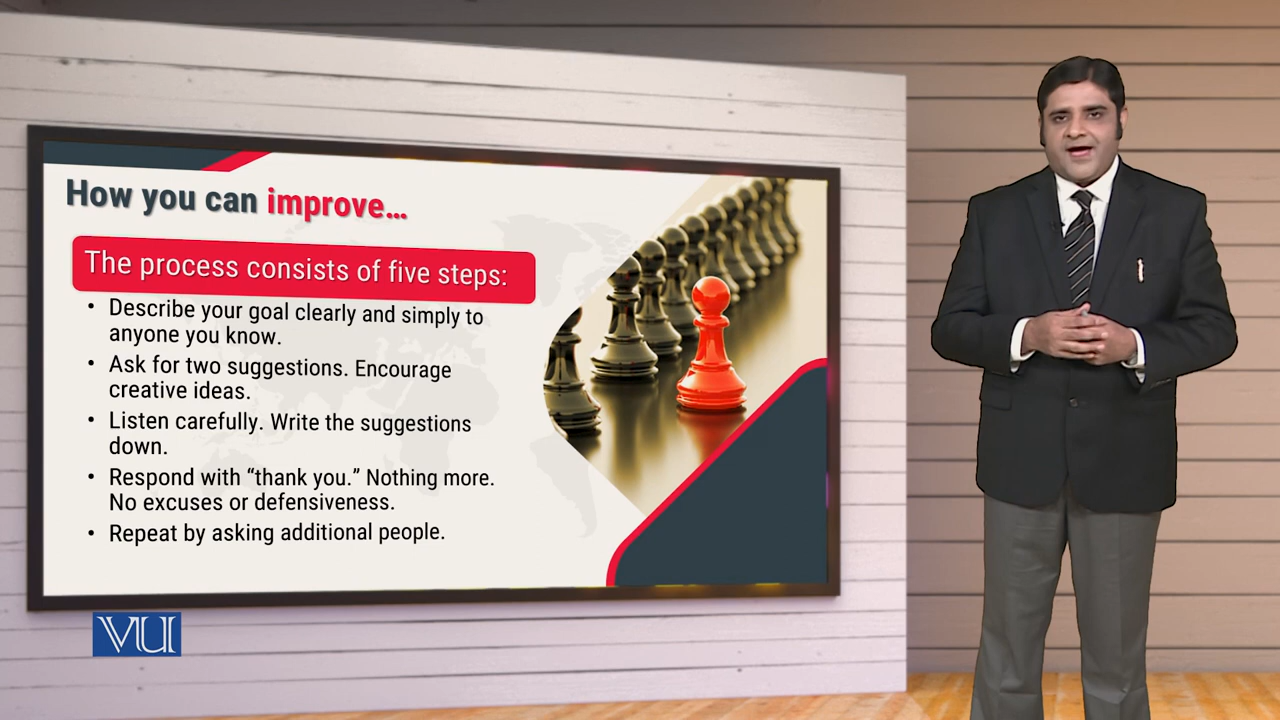 How you can improve...
The process consists of five steps:
• Describe your goal clearly and simply to
anyone you know.
• Ask for two suggestions. Encourage
creative ideas.
• Listen carefully. Write the suggestions
down.
• Respond with “thank you.” Nothing more.
No excuses or defensiveness.
• Repeat by asking additional people.
VU